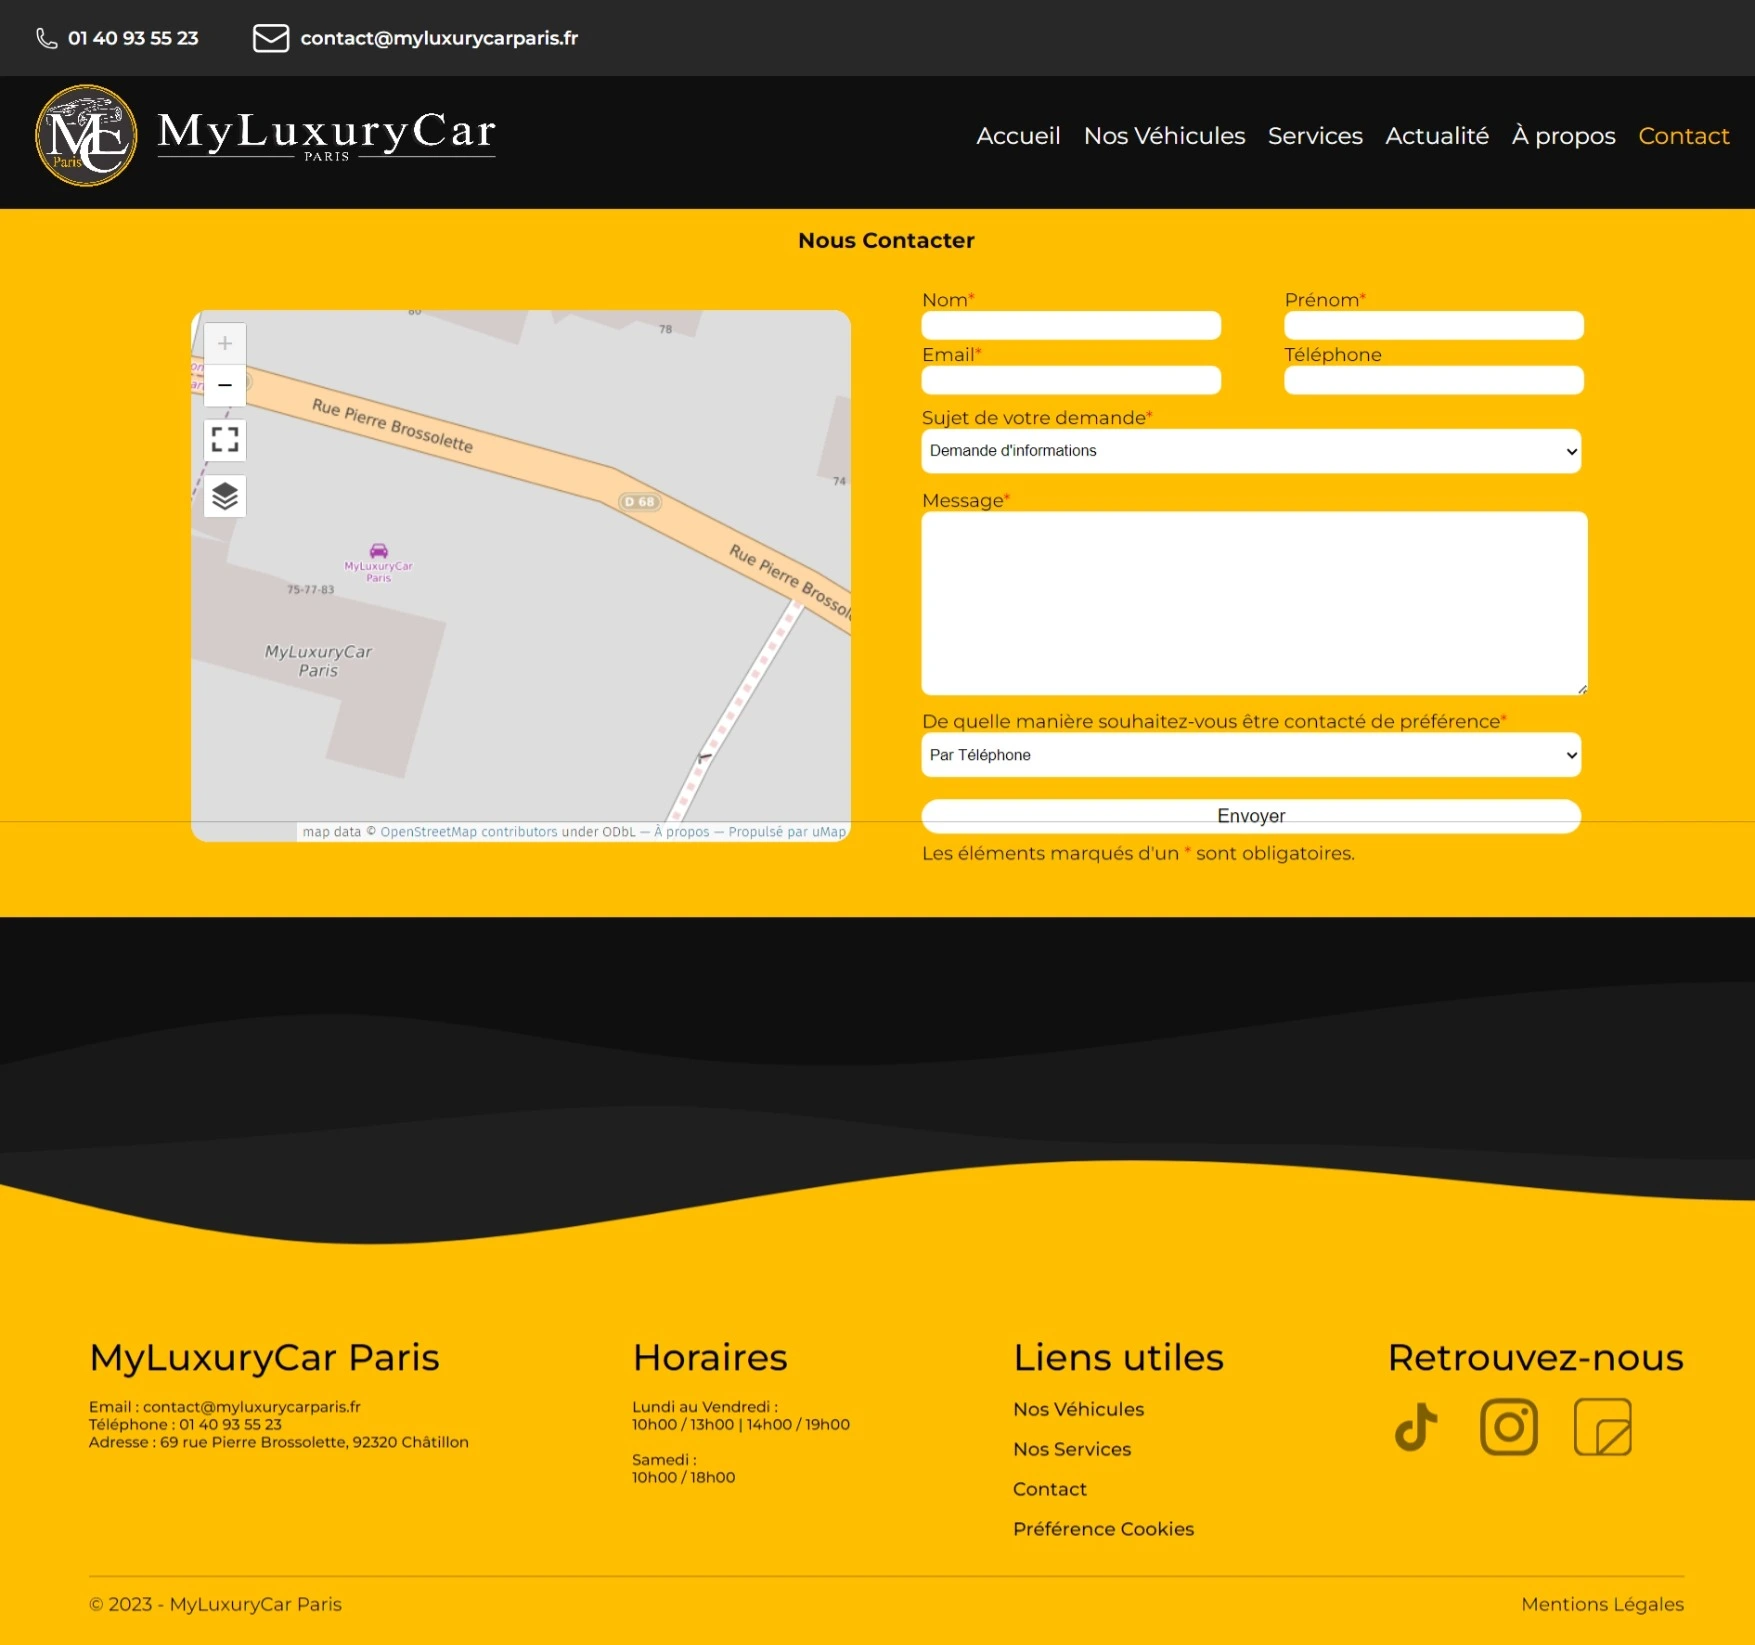 01 40 93 55 23
contact@myluxurycarparis.fr
MLC
Paris
MyLuxuryCar
PARIS
Accueil
Nos Véhicules
Services
Actualité
À propos
Contact
Nous Contacter
80
78
Rue Pierre Brossolette
D 68
74
Rue Pierre Brossol
MyLuxuryCar
Paris
75-77-83
MyLuxuryCar
Paris
map data © OpenStreetMap contributors under ODbL — À propos — Propulsé par uMap
Nom*
Prénom*
Email*
Téléphone
Sujet de votre demande*
Demande d'informations
Message*
De quelle manière souhaitez-vous être contacté de préférence*
Par Téléphone
Envoyer
Les éléments marqués d'un * sont obligatoires.
MyLuxuryCar Paris
Email : contact@myluxurycarparis.fr
Téléphone : 01 40 93 55 23
Adresse : 69 rue Pierre Brossolette, 92320 Châtillon
Horaires
Lundi au Vendredi :
10h00 / 13h00 | 14h00 / 19h00
Samedi :
10h00 / 18h00
Liens utiles
Nos Véhicules
Nos Services
Contact
Préférence Cookies
Retrouvez-nous
© 2023 - MyLuxuryCar Paris
Mentions Légales